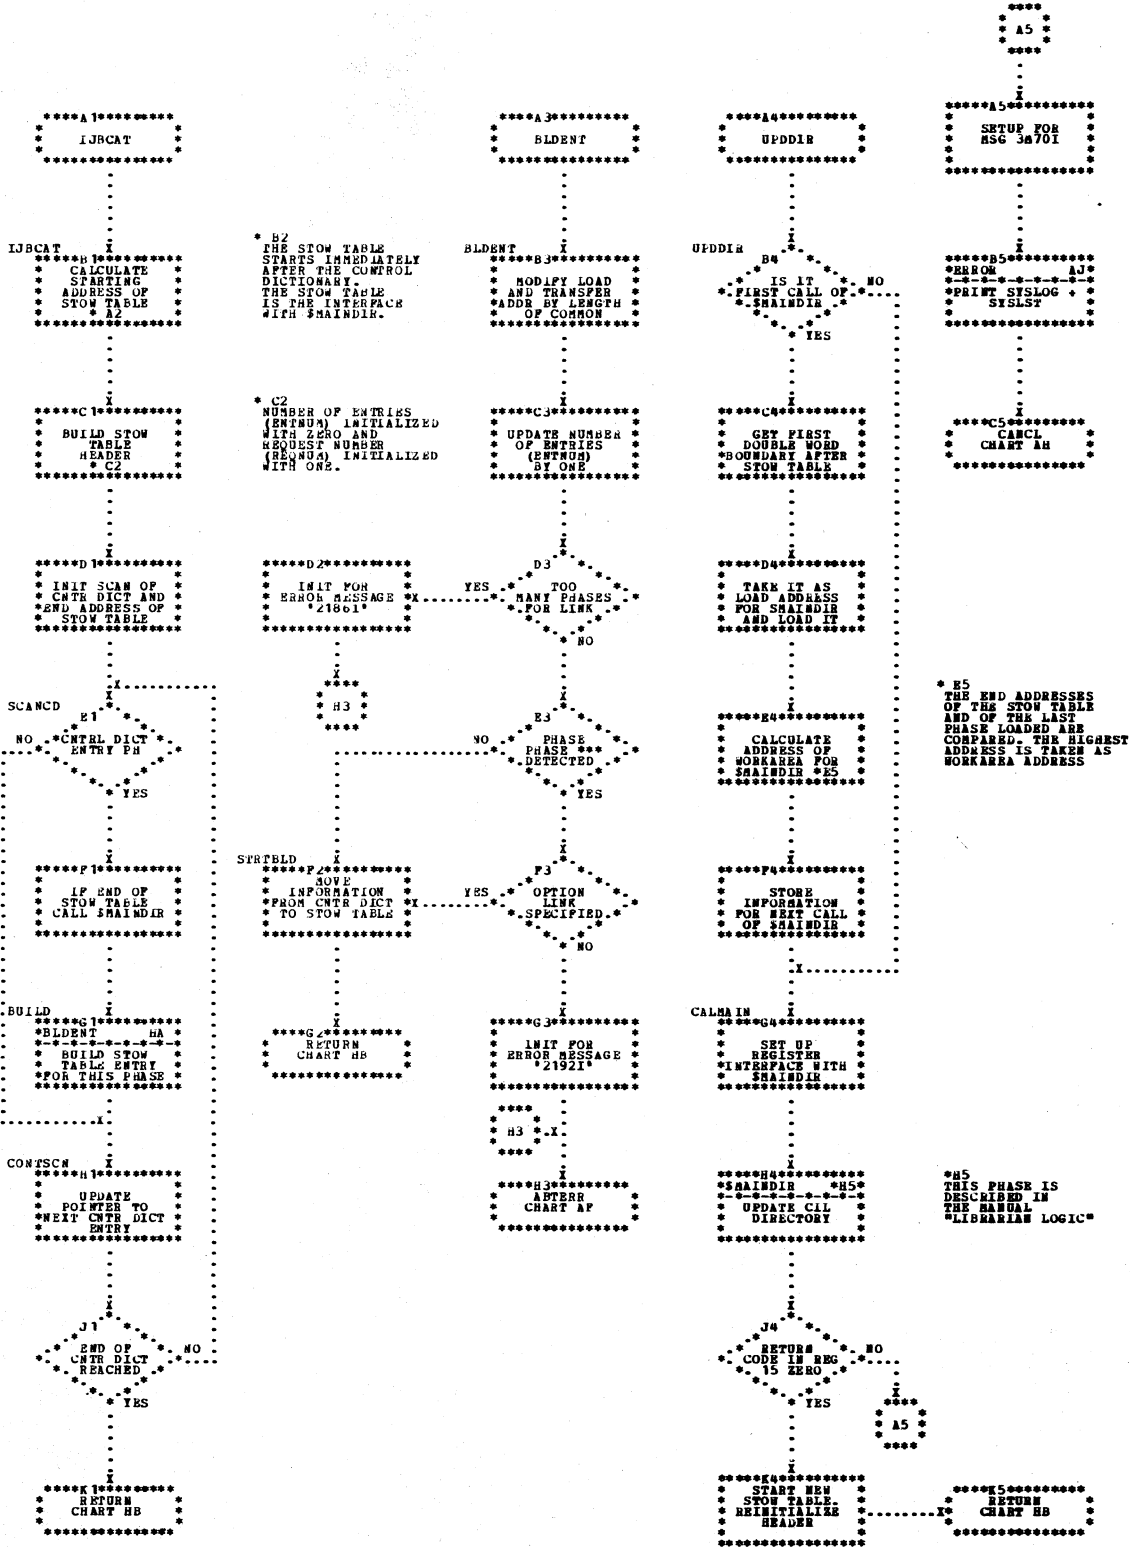 A5
*****A1**********
IJBCAT
****A3*********
BLDENT
****A4*********
UPDDIR
*****A5**********
SETUP FOR
MSG 3M70I
IJBCAT
*****B1**********
CALCULATE
STARTING
ADDRESS OF
STOW TABLE
* A2
* B2
THE STOW TABLE
STARTS IMMEDIATELY
AFTER THE CONTROL
DICTIONARY.
THE STOW TABLE
IS THE INTERFACE
WITH $MAINDIR.
BLDENT
*****B3**********
MODIFY LOAD
AND TRANSFER
*ADDR BY LENGTH
OF COMMON
UPDDIR
B4
IS IT
FIRST CALL OF
$MAINDIR
NO
YES
*****B5**********
*ERROR AJ*
*-*-*-*-*-*-*-*-*
*PRINT SYSLOG +
SYSLST
*****C1**********
BUILD STOW
TABLE
HEADER
* C2
* C2
NUMBER OF ENTRIES
(ENTNUM) INITIALIZED
WITH ZERO AND
REQUEST NUMBER
(REQNUM) INITIALIZED
WITH ONE.
*****C3**********
UPDATE NUMBER
OF ENTRIES
(ENTNUM)
BY ONE
*****C4**********
GET FIRST
DOUBLE WORD
*BOUNDARY AFTER
STOW TABLE
****C5*********
CANCL
CHART AH
*****D1**********
INIT SCAN OF
CNTR DICT AND
*END ADDRESS OF
STOW TABLE
*****D2**********
INIT FOR
ERROR MESSAGE
'2186I'
YES
D3
TOO
MANY PHASES
FOR LINK
NO
*****D4**********
TAKE IT AS
LOAD ADDRESS
FOR $MAINDIR
AND LOAD IT
H3
SCANCD
E1
CNTRL DICT
ENTRY PH
NO
YES
E3
PHASE
PHASE ***
DETECTED
NO
YES
*****E4**********
CALCULATE
ADDRESS OF
WORKAREA FOR
$MAINDIR *E5
* E5
THE END ADDRESSES
OF THE STOW TABLE
AND OF THE LAST
PHASE LOADED ARE
COMPARED. THE HIGHEST
ADDRESS IS TAKEN AS
WORKAREA ADDRESS
*****F1**********
IF END OF
STOW TABLE
CALL $MAINDIR
STRTBLD
*****F2**********
MOVE
INFORMATION
*FROM CNTR DICT
TO STOW TABLE
YES
F3
OPTION
LINK
SPECIFIED.
NO
*****F4**********
STORE
INFORMATION
FOR NEXT CALL
OF $MAINDIR
BUILD
*****G1**********
*BLDENT HA *
*-*-*-*-*-*-*-*-*
BUILD STOW
TABLE ENTRY
*FOR THIS PHASE
****G2*********
RETURN
CHART HB
*****G3**********
INIT FOR
ERROR MESSAGE
'2192I'
CALMAIN
*****G4**********
SET UP
REGISTER
*INTERFACE WITH
$MAINDIR
H3
CONTSCN
*****H1**********
UPDATE
POINTER TO
*NEXT CNTR DICT
ENTRY
****H3*********
ABTERR
CHART AF
*****H4**********
*$MAINDIR *H5*
*-*-*-*-*-*-*-*-*
UPDATE CIL
DIRECTORY
*H5
THIS PHASE IS
DESCRIBED IN
THE MANUAL
"LIBRARIAN LOGIC"
J1
END OF
CNTR DICT
REACHED
NO
YES
J4
RETURN
CODE IN REG
15 ZERO
NO
YES
A5
****K1*********
RETURN
CHART HB
*****K4**********
START NEW
STOW TABLE.
REINITIALIZE
HEADER
****K5*********
RETURN
CHART HB